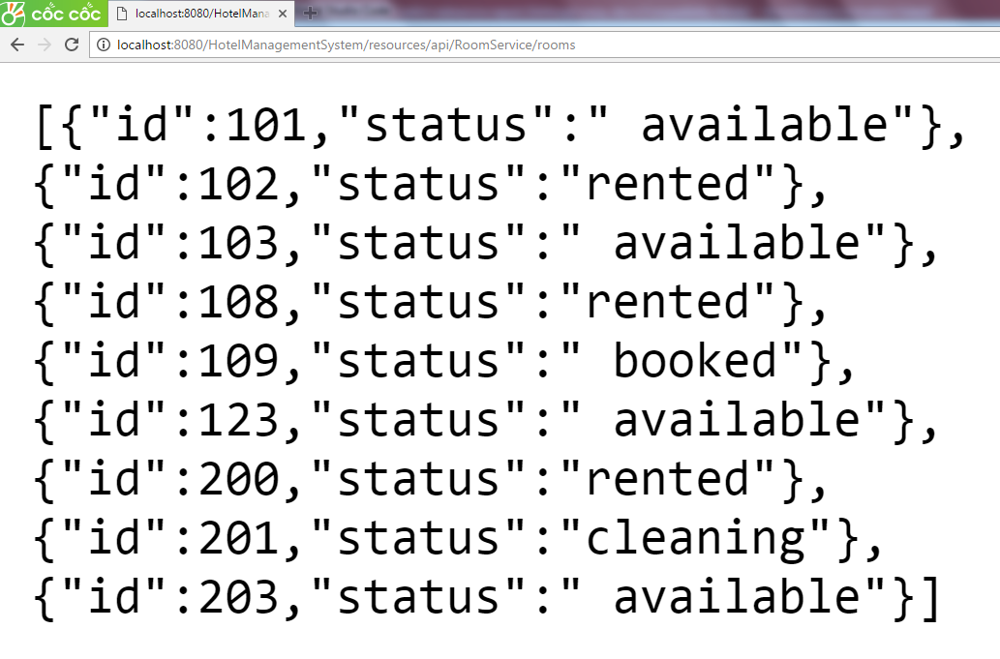 cốc cốc
localhost:8080/HotelMana
localhost:8080/HotelManagementSystem/resources/api/RoomService/rooms
[{"id":101,"status":" available"},
{"id":102,"status":"rented"},
{"id":103,"status":" available"},
{"id":108,"status":"rented"},
{"id":109,"status":" booked"},
{"id":123,"status":" available"},
{"id":200,"status":"rented"},
{"id":201,"status":"cleaning"},
{"id":203,"status":" available"}]